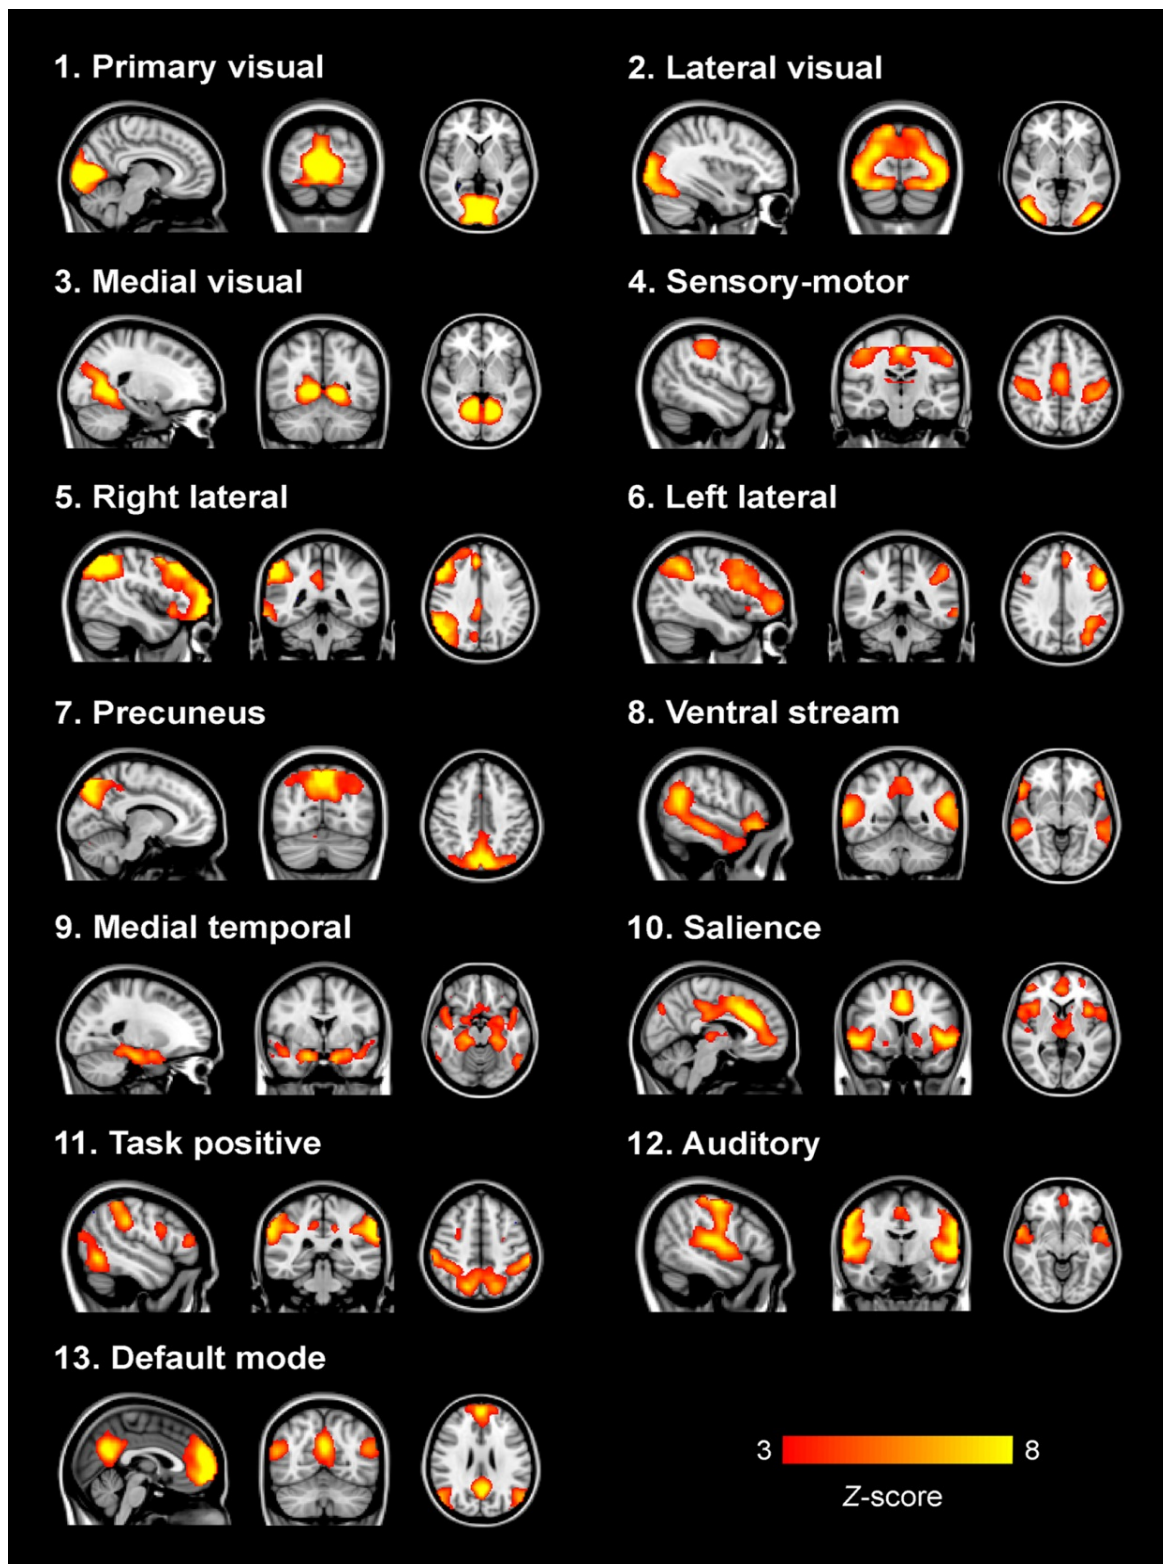 1. Primary visual
2. Lateral visual
3. Medial visual
4. Sensory-motor
5. Right lateral
6. Left lateral
7. Precuneus
8. Ventral stream
9. Medial temporal
10. Salience
11. Task positive
12. Auditory
13. Default mode
3 8
Z-score